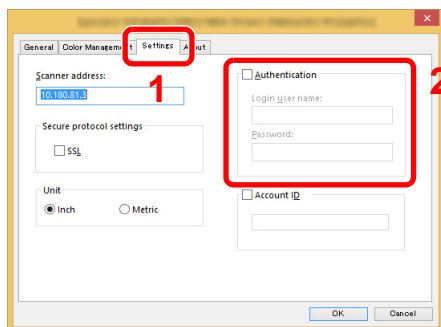 General Color Management Settings About
Scanner address:
10.180.81.3
1
Authentication
2
Login user name:
Password:
Secure protocol settings
SSL
Unit
Inch Metric
Account ID
OK Cancel